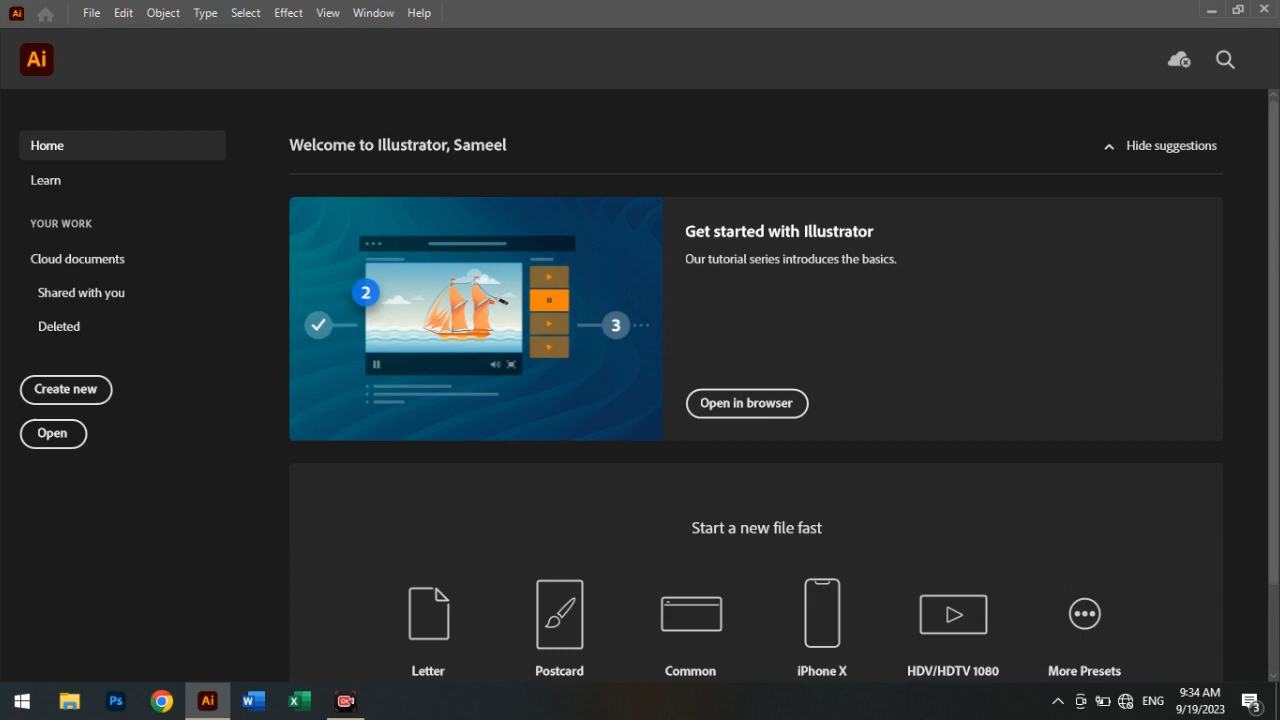 Ai File Edit Object Type Select Effect View Window Help
Ai
Home
Learn
YOUR WORK
Cloud documents
Shared with you
Deleted
Create new
Open
Welcome to Illustrator, Sameel
Hide suggestions
2
3
Get started with Illustrator
Our tutorial series introduces the basics.
Open in browser
Start a new file fast
Letter Postcard Common iPhone X HDV/HDTV 1080 More Presets
Ps Ai W X ENG
9:34 AM
9/19/2023
3